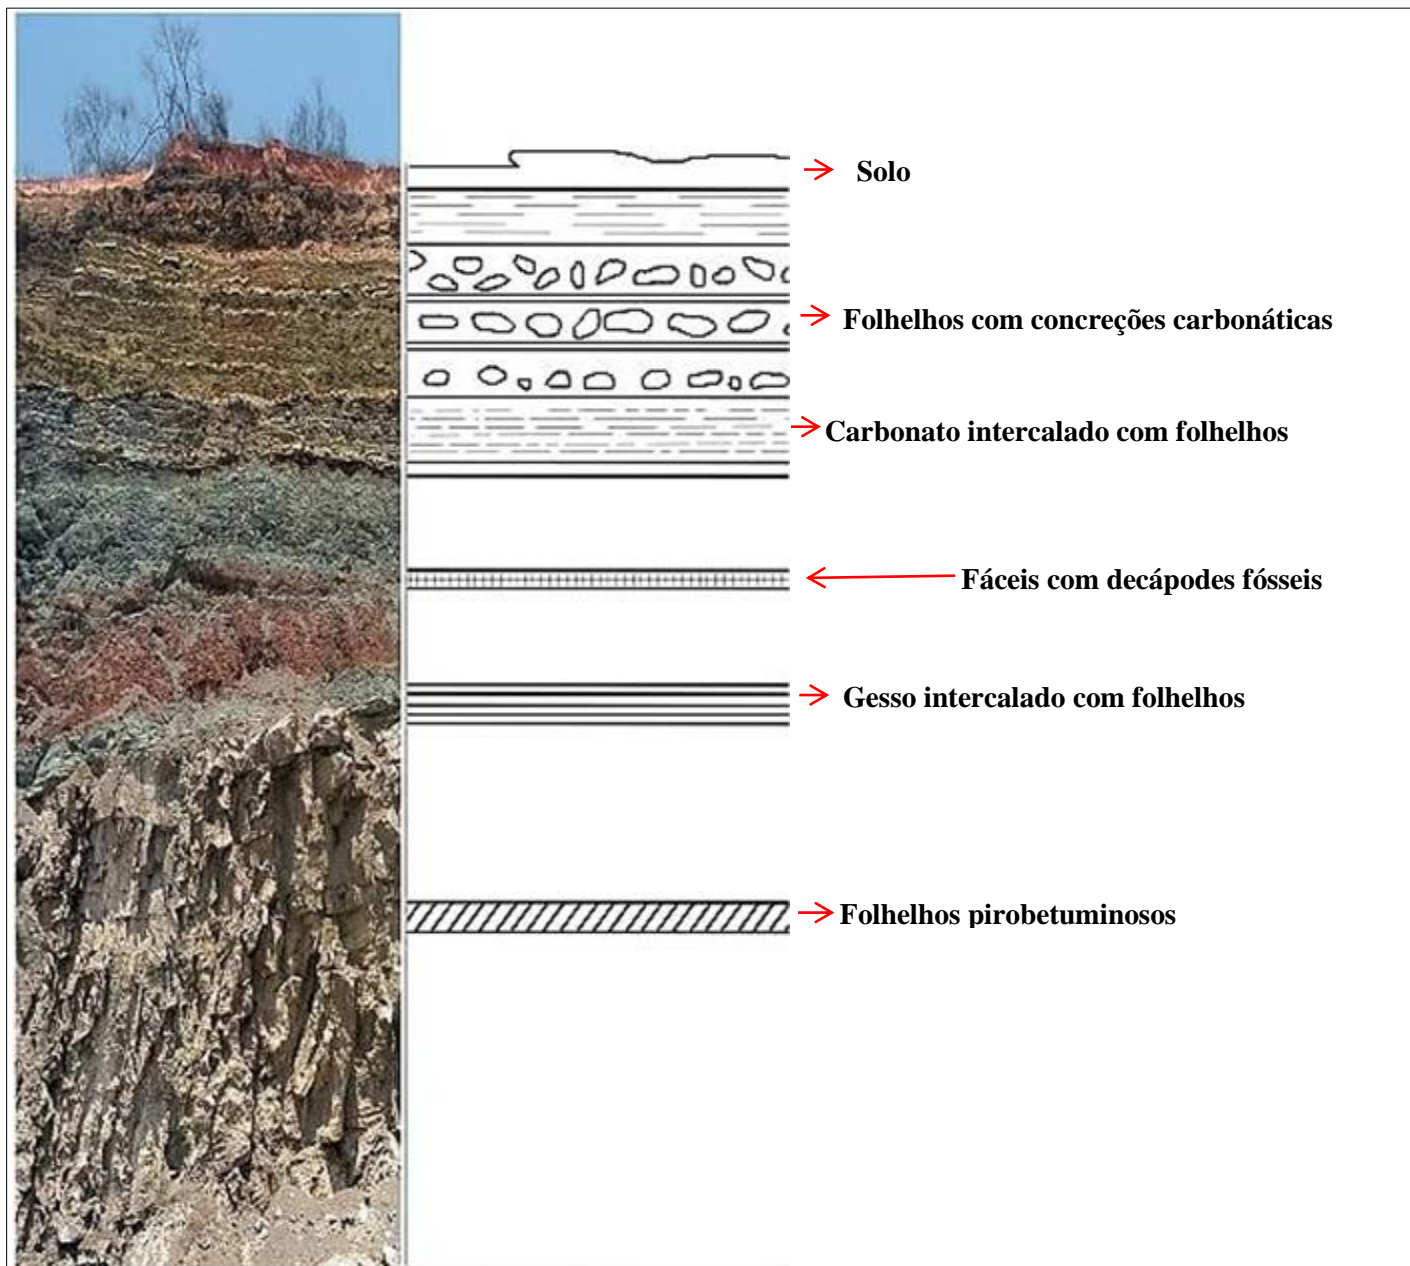 Solo
Folhelhos com concreções carbonáticas
Carbonato intercalado com folhelhos
Fáceis com decápodes fósseis
Gesso intercalado com folhelhos
Folhelhos pirobetuminosos